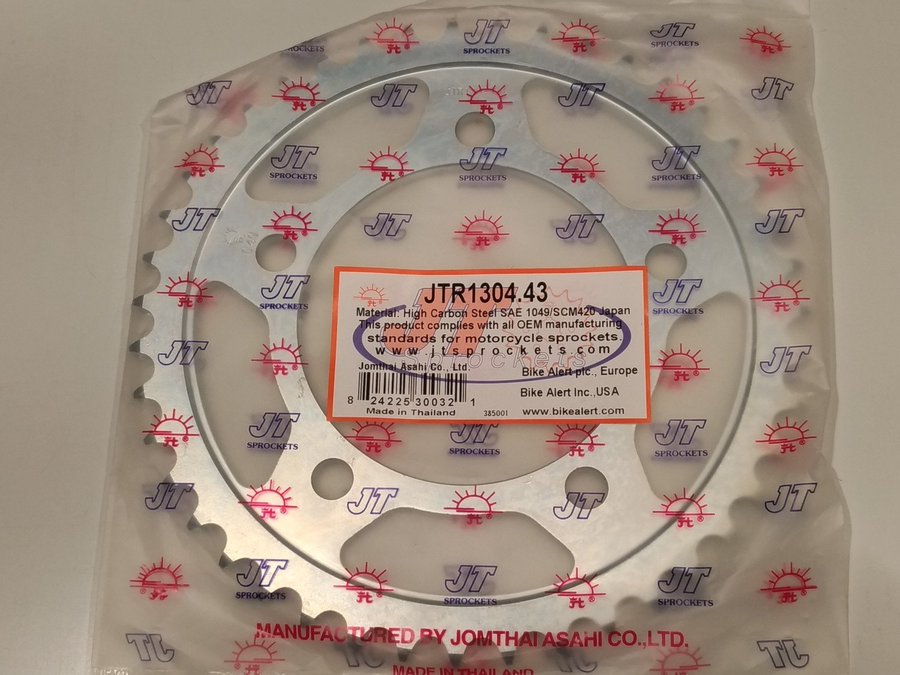 JT
SPROCKETS
JTR1304.43
Material: High Carbon Steel SAE 1049/SCM420 Japan
This product complies with all OEM manufacturing
standards for motorcycle sprockets.
www.jtsprockets.com
Jomthai Asahi Co., Ltd.
Bike Alert plc., Europe
Bike Alert Inc.,USA
8 24225 30032 1
Made in Thailand
385001
www.bikealert.com
MANUFACTURED BY JOMTHAI ASAHI CO.,LTD.
MADE IN THAILAND